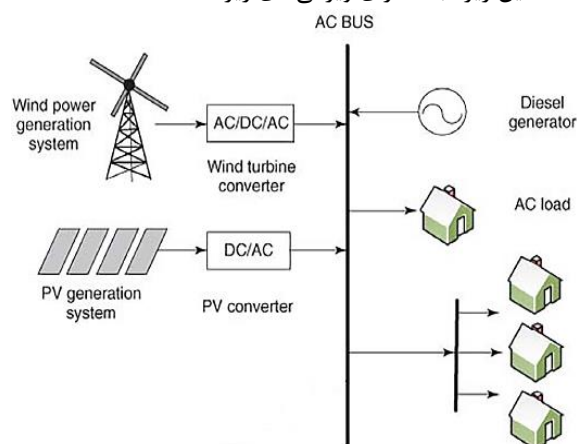 AC BUS
Wind power
generation
system
AC/DC/AC
Wind turbine
converter
Diesel
generator
AC load
PV generation
system
DC/AC
PV converter